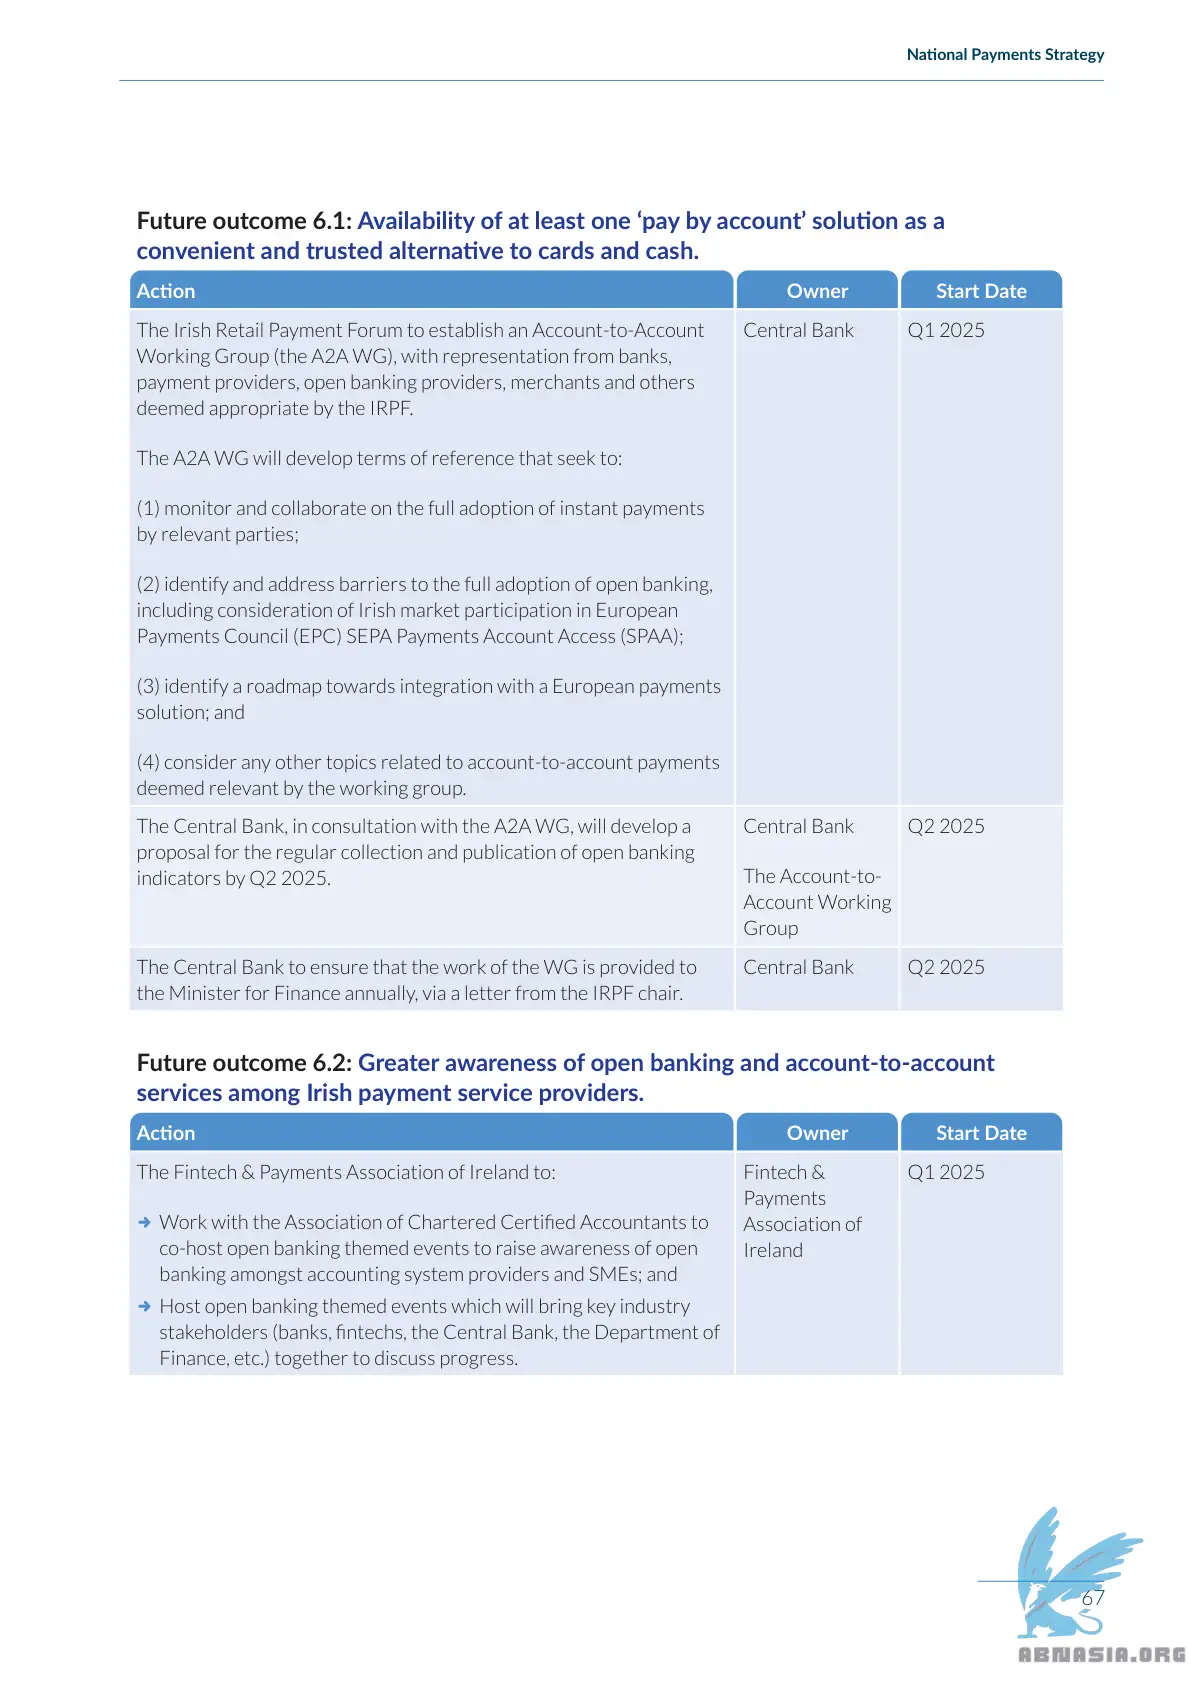 National Payments Strategy
Future outcome 6.1: Availability of at least one ‘pay by account’ solution as a
convenient and trusted alternative to cards and cash.
Action
Owner
Start Date
The Irish Retail Payment Forum to establish an Account-to-Account
Working Group (the A2A WG), with representation from banks,
payment providers, open banking providers, merchants and others
deemed appropriate by the IRPF.
The A2A WG will develop terms of reference that seek to:
(1) monitor and collaborate on the full adoption of instant payments
by relevant parties;
(2) identify and address barriers to the full adoption of open banking,
including consideration of Irish market participation in European
Payments Council (EPC) SEPA Payments Account Access (SPAA);
(3) identify a roadmap towards integration with a European payments
solution; and
(4) consider any other topics related to account-to-account payments
deemed relevant by the working group.
Central Bank
Q1 2025
The Central Bank, in consultation with the A2A WG, will develop a
proposal for the regular collection and publication of open banking
indicators by Q2 2025.
Central Bank
The Account-to-
Account Working
Group
Q2 2025
The Central Bank to ensure that the work of the WG is provided to
the Minister for Finance annually, via a letter from the IRPF chair.
Central Bank
Q2 2025
Future outcome 6.2: Greater awareness of open banking and account-to-account
services among Irish payment service providers.
Action
Owner
Start Date
The Fintech & Payments Association of Ireland to:
➜ Work with the Association of Chartered Certified Accountants to
co-host open banking themed events to raise awareness of open
banking amongst accounting system providers and SMEs; and
➜ Host open banking themed events which will bring key industry
stakeholders (banks, fintechs, the Central Bank, the Department of
Finance, etc.) together to discuss progress.
Fintech &
Payments
Association of
Ireland
Q1 2025
67
ABNASIA.ORG